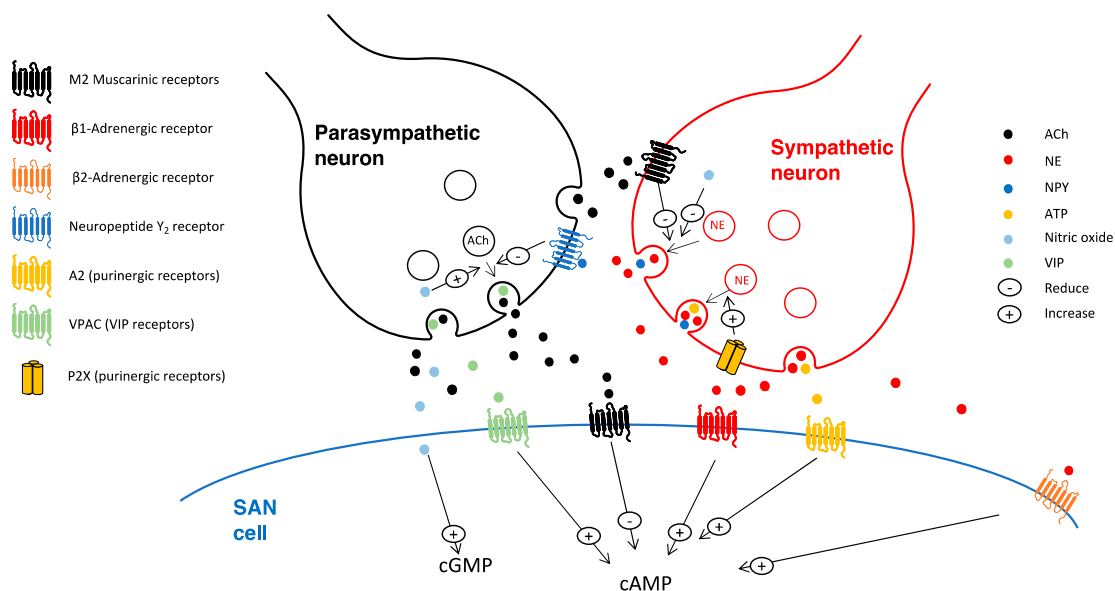 M2 Muscarinic receptors
β1-Adrenergic receptor
β2-Adrenergic receptor
Neuropeptide Y₂ receptor
A2 (purinergic receptors)
VPAC (VIP receptors)
P2X (purinergic receptors)
Parasympathetic
neuron
ACh
+
-
Sympathetic
neuron
-
-
NE
NE
+
ACh
NE
NPY
ATP
Nitric oxide
VIP
- Reduce
+ Increase
SAN
cell
+
+
-
+
+
+
cGMP
cAMP